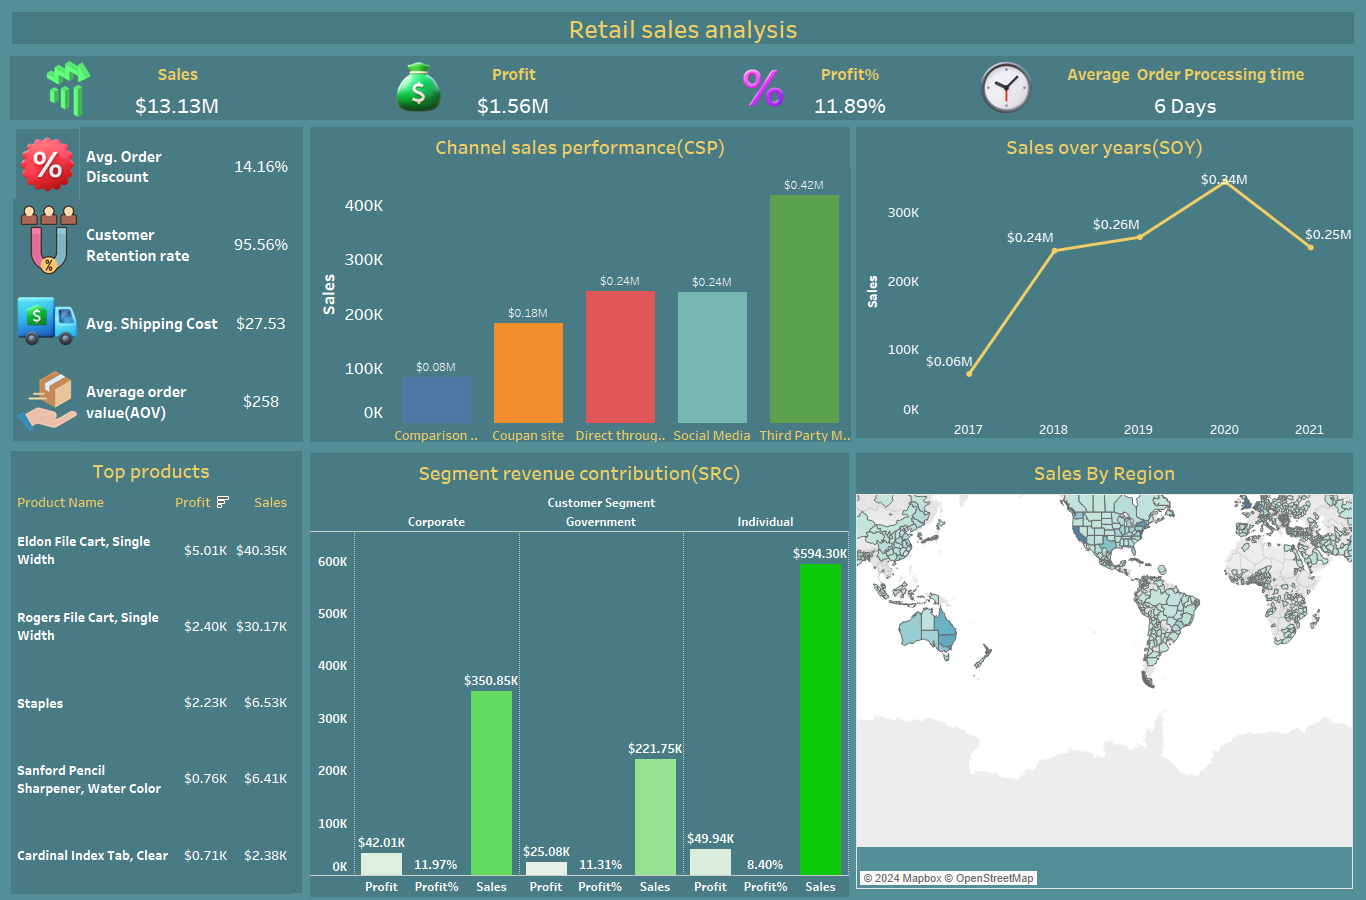 Retail sales analysis
Sales
$13.13M
$
Profit
$1.56M
%
Profit%
11.89%
Average  Order Processing time
6 Days
%
Avg. Order
Discount
14.16%
%
Customer
Retention rate
95.56%
$
Avg. Shipping Cost
$27.53
Average order
value(AOV)
$258
Channel sales performance(CSP)
Sales
400K
300K
200K
100K
0K
$0.08M
$0.18M
$0.24M
$0.24M
$0.42M
Comparison ..
Coupan site
Direct throug..
Social Media
Third Party M..
Sales over years(SOY)
Sales
300K
200K
100K
0K
$0.06M
$0.24M
$0.26M
$0.34M
$0.25M
2017
2018
2019
2020
2021
Top products
Product Name Profit Sales
Eldon File Cart, Single
Width
$5.01K $40.35K
Rogers File Cart, Single
Width
$2.40K $30.17K
Staples $2.23K $6.53K
Sanford Pencil
Sharpener, Water Color
$0.76K $6.41K
Cardinal Index Tab, Clear $0.71K $2.38K
Segment revenue contribution(SRC)
Customer Segment
Corporate Government Individual
600K
500K
400K
300K
200K
100K
0K
$42.01K
11.97%
$350.85K
$25.08K
11.31%
$221.75K
$49.94K
8.40%
$594.30K
Profit Profit% Sales Profit Profit% Sales Profit Profit% Sales
Sales By Region
© 2024 Mapbox © OpenStreetMap